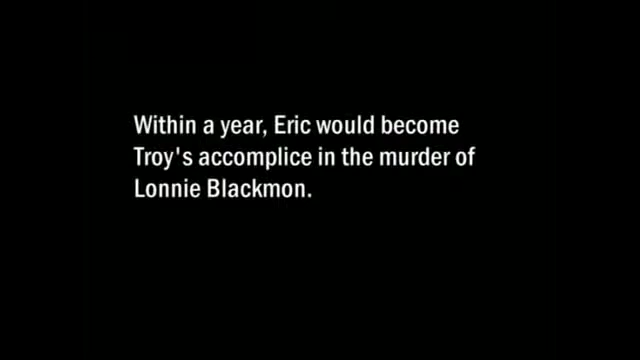 Within a year, Eric would become
Troy's accomplice in the murder of
Lonnie Blackmon.